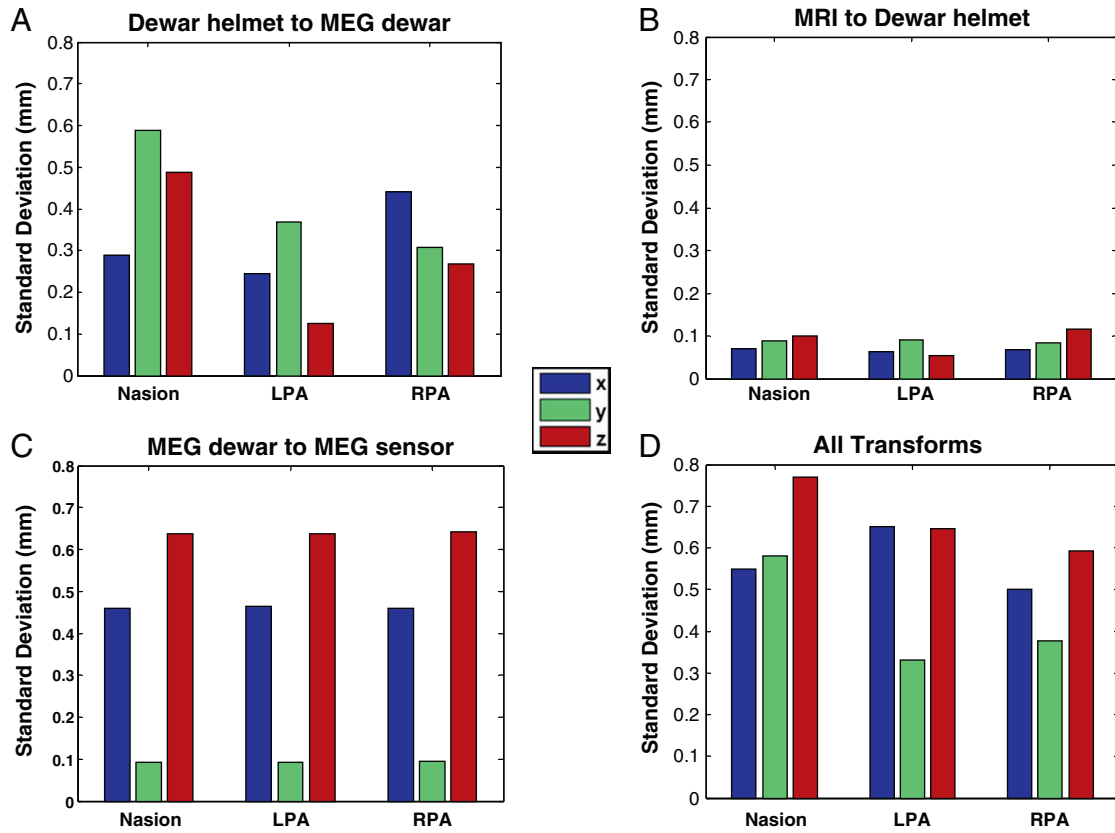 A
Dewar helmet to MEG dewar
Standard Deviation (mm)
0.8
0.7
0.6
0.5
0.4
0.3
0.2
0.1
0
Nasion LPA RPA
B
MRI to Dewar helmet
Standard Deviation (mm)
0.8
0.7
0.6
0.5
0.4
0.3
0.2
0.1
0
Nasion LPA RPA
x
y
z
C
MEG dewar to MEG sensor
Standard Deviation (mm)
0.8
0.7
0.6
0.5
0.4
0.3
0.2
0.1
0
Nasion LPA RPA
D
All Transforms
Standard Deviation (mm)
0.8
0.7
0.6
0.5
0.4
0.3
0.2
0.1
0
Nasion LPA RPA